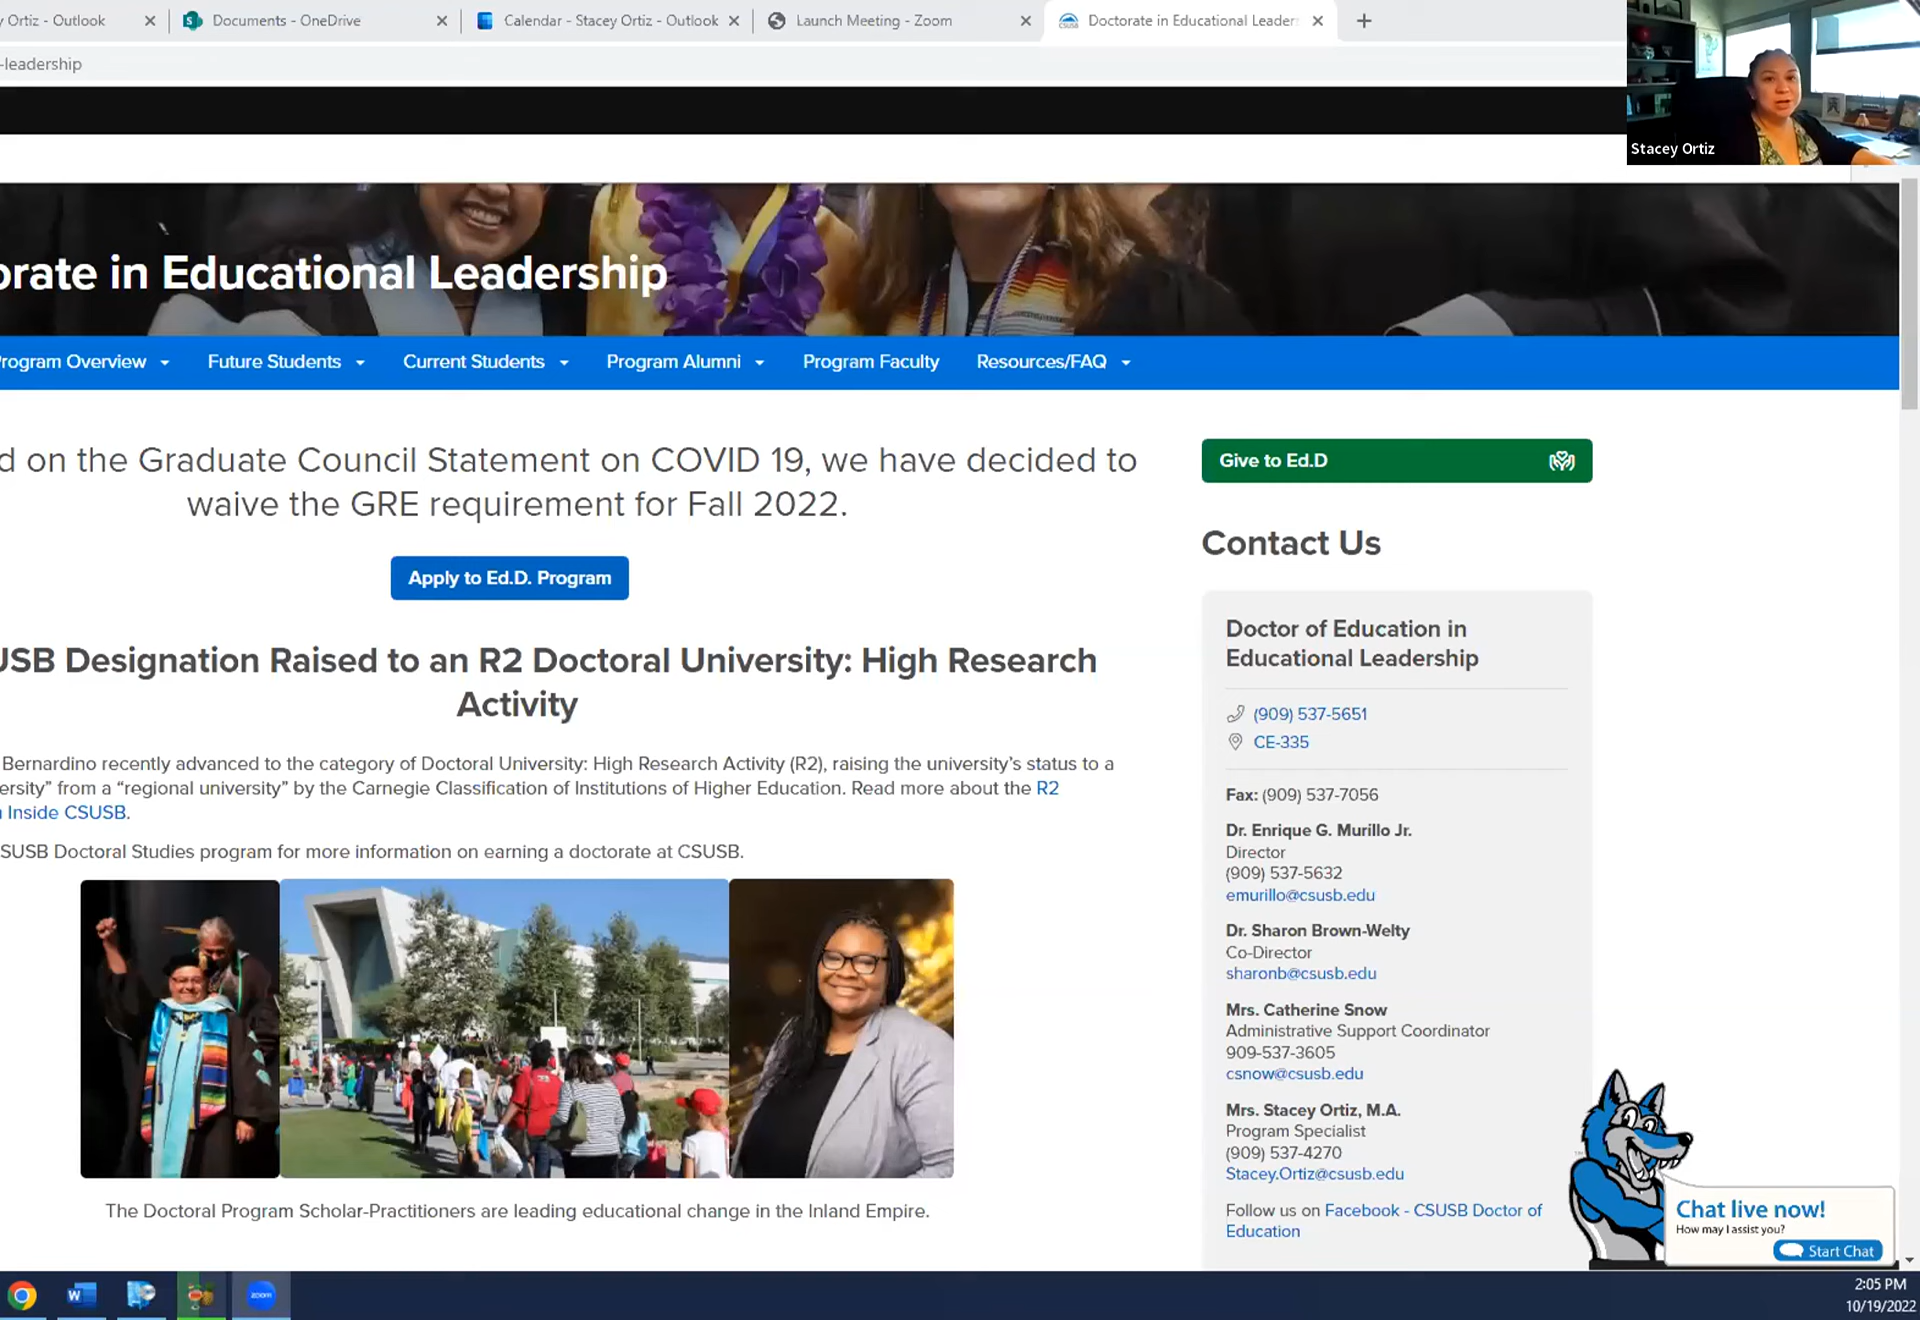 y Ortiz - Outlook
Documents - OneDrive
Calendar - Stacey Ortiz - Outlook
Launch Meeting - Zoom
Doctorate in Educational Leader
-leadership
Stacey Ortiz
orate in Educational Leadership
rogram Overview
Future Students
Current Students
Program Alumni
Program Faculty
Resources/FAQ
d on the Graduate Council Statement on COVID 19, we have decided to
waive the GRE requirement for Fall 2022.
Apply to Ed.D. Program
USB Designation Raised to an R2 Doctoral University: High Research
Activity
Bernardino recently advanced to the category of Doctoral University: High Research Activity (R2), raising the university's status to a
ersity” from a “regional university” by the Carnegie Classification of Institutions of Higher Education. Read more about the R2
Inside CSUSB.
SUSB Doctoral Studies program for more information on earning a doctorate at CSUSB.
The Doctoral Program Scholar-Practitioners are leading educational change in the Inland Empire.
Give to Ed.D
Contact Us
Doctor of Education in
Educational Leadership
(909) 537-5651
CE-335
Fax: (909) 537-7056
Dr. Enrique G. Murillo Jr.
Director
(909) 537-5632
emurillo@csusb.edu
Dr. Sharon Brown-Welty
Co-Director
sharonb@csusb.edu
Mrs. Catherine Snow
Administrative Support Coordinator
909-537-3605
csnow@csusb.edu
Mrs. Stacey Ortiz, M.A.
Program Specialist
(909) 537-4270
Stacey.Ortiz@csusb.edu
Follow us on Facebook - CSUSB Doctor of
Education
Chat live now!
How may I assist you?
Start Chat
zoom
2:05 PM
10/19/2022